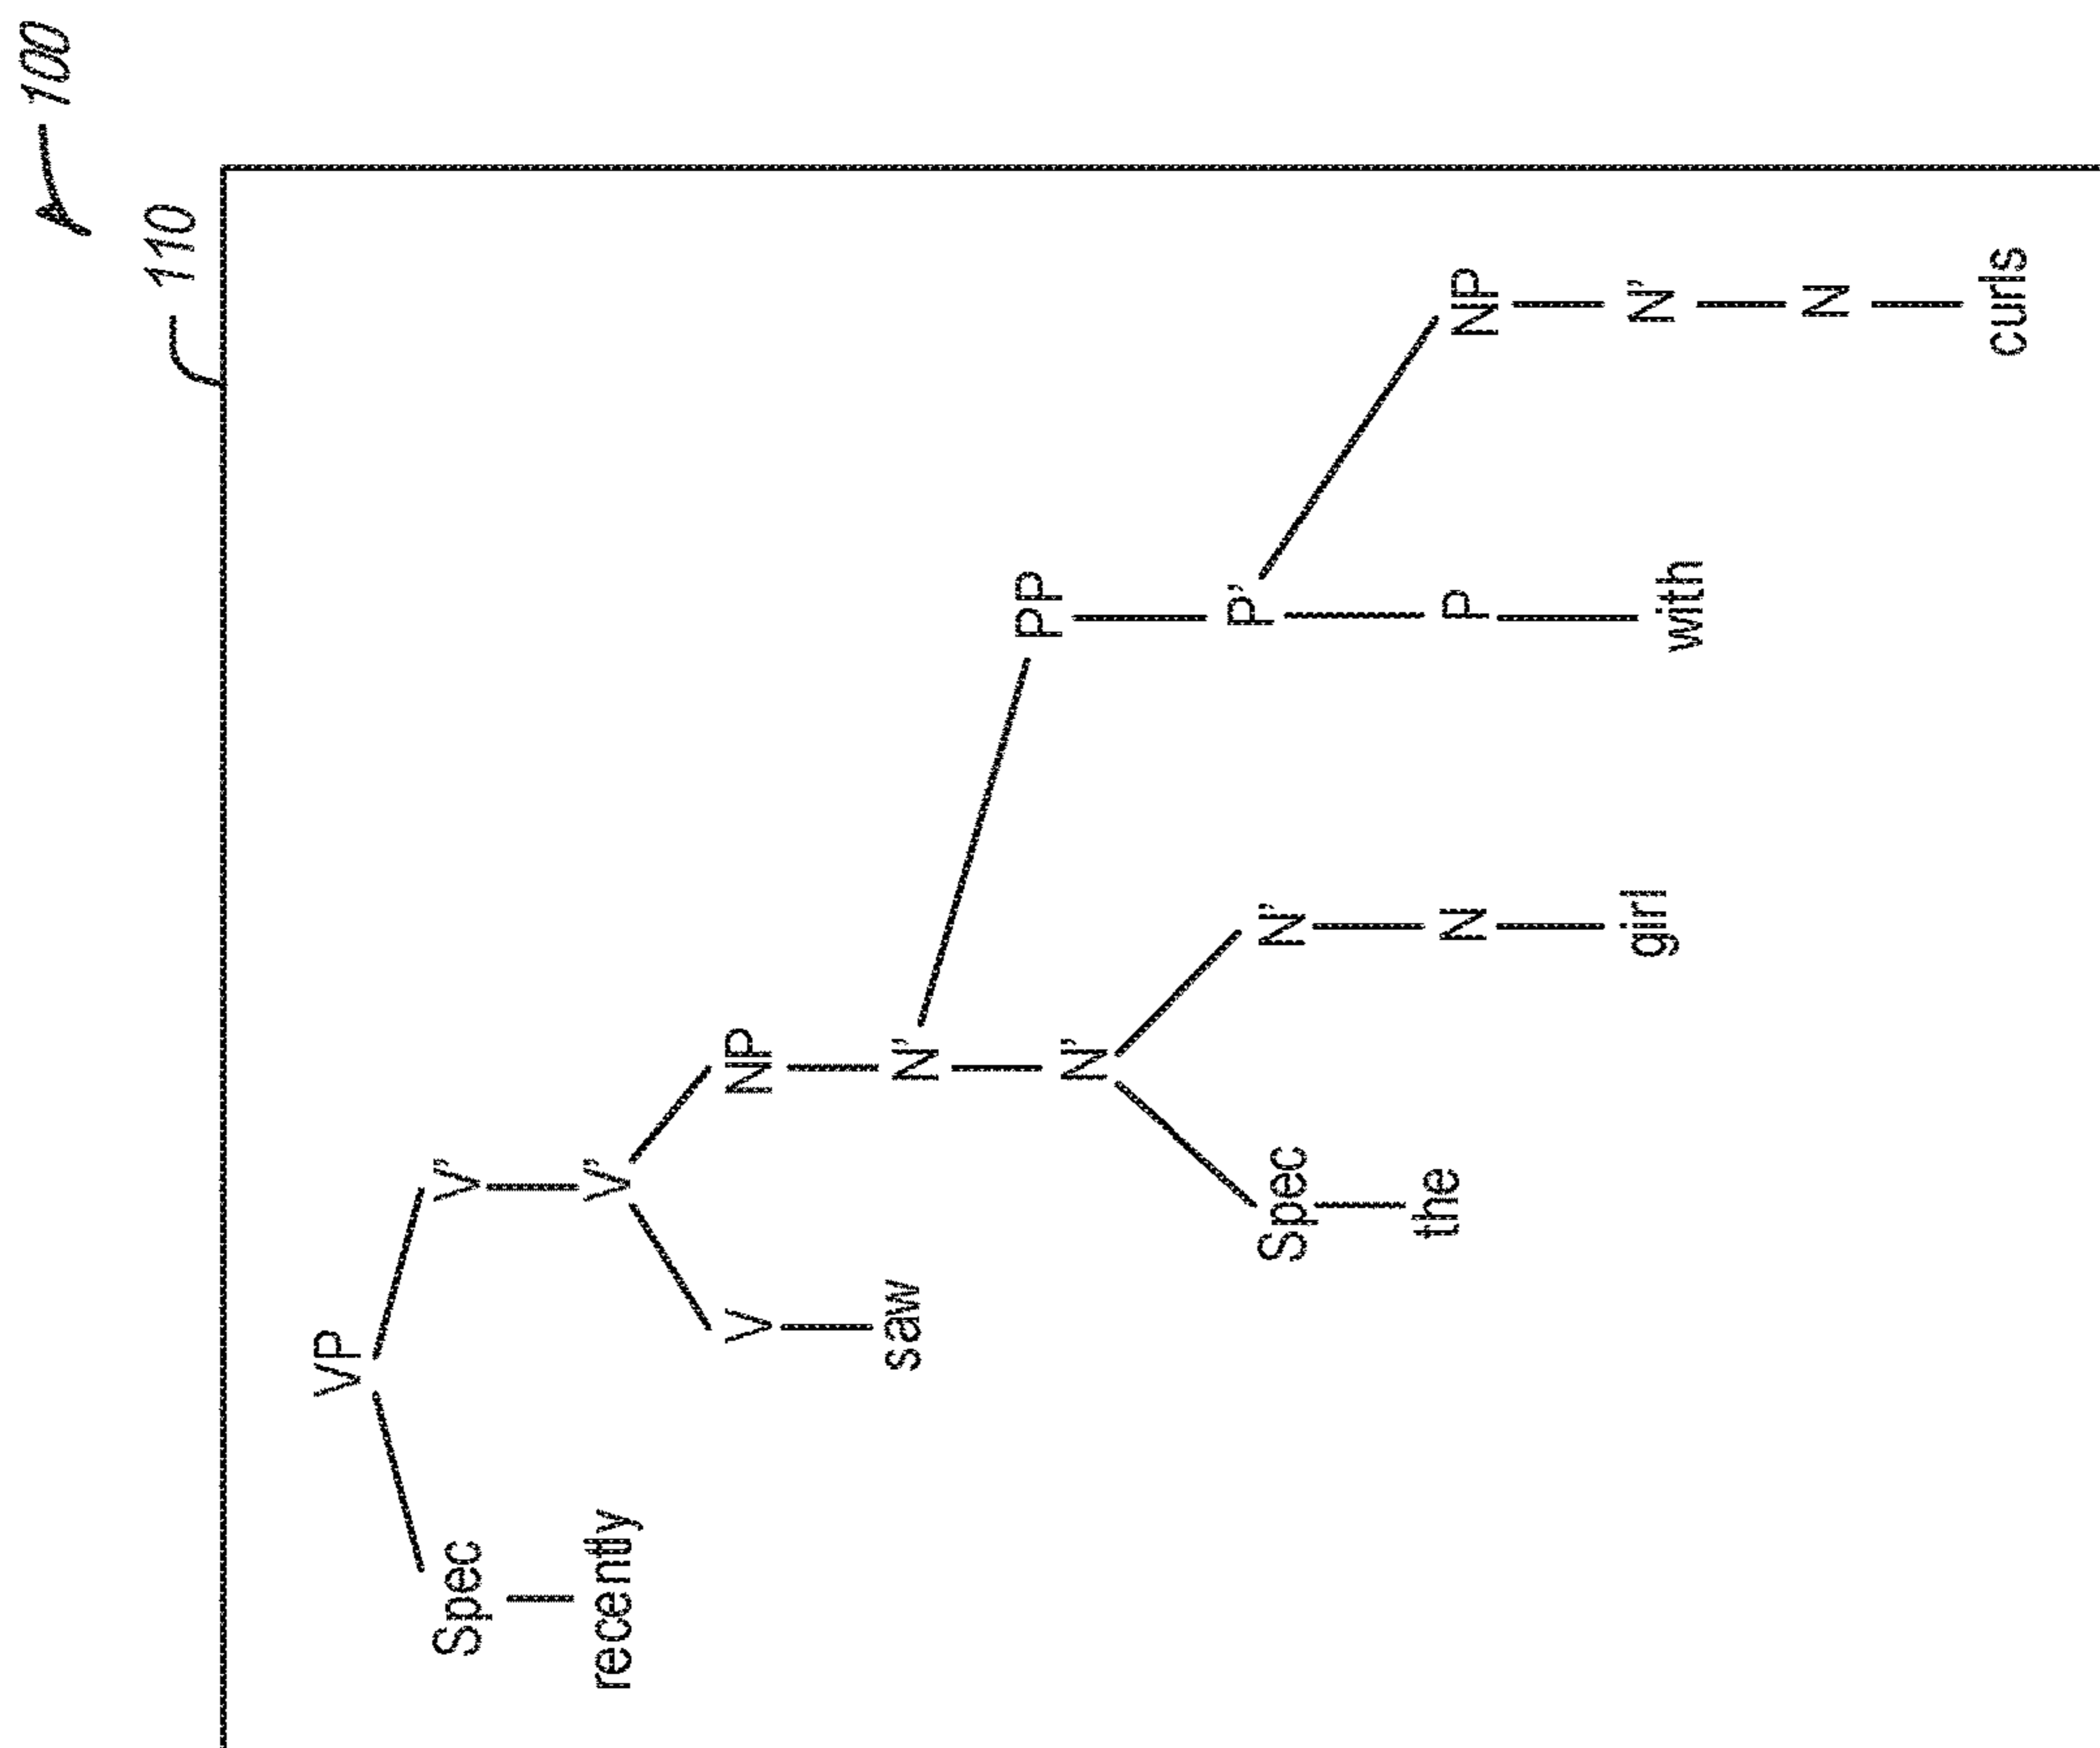 100
110
VP
Spec V'
recently V'
V NP
saw N'
N' PP
Spec N' P'
the N P NP
girl with N'
N
curls